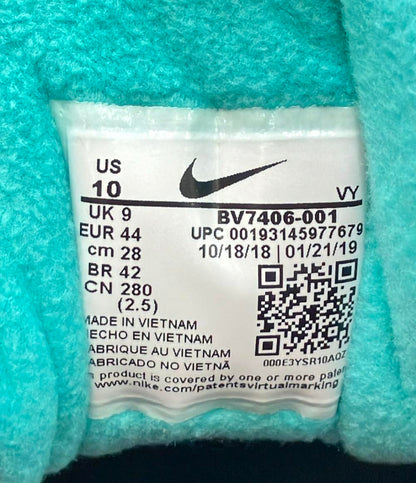 US
10 VY
UK 9 BV7406-001
EUR 44 UPC 00193145977679
cm 28 10/18/18 | 01/21/19
BR 42
CN 280
(2.5)
MADE IN VIETNAM
HECHO EN VIETNAM
FABRIQUE AU VIETNAM
FABRICADO NO VIETNÃ
000E3YSR10AOZ
product is covered by one or more
www.nike.com/patentsvirtualmarking